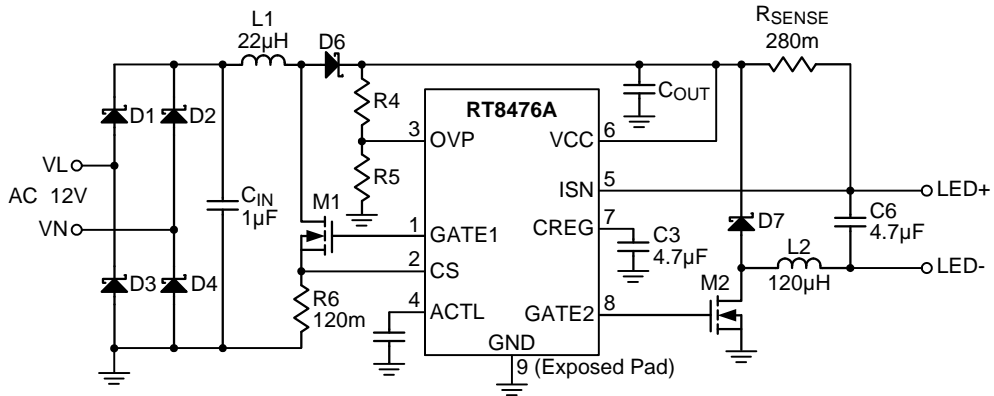 L1
22µH
D6
RSENSE
280m
D1
D2
R4
COUT
RT8476A
3
OVP
VCC
6
VL
AC 12V
VN
CIN
1µF
R5
M1
ISN
5
LED+
1
GATE1
CREG
7
C3
4.7µF
D7
C6
4.7µF
2
CS
L2
120µH
LED-
D3
D4
R6
120m
4
ACTL
GATE2
8
M2
GND
9 (Exposed Pad)